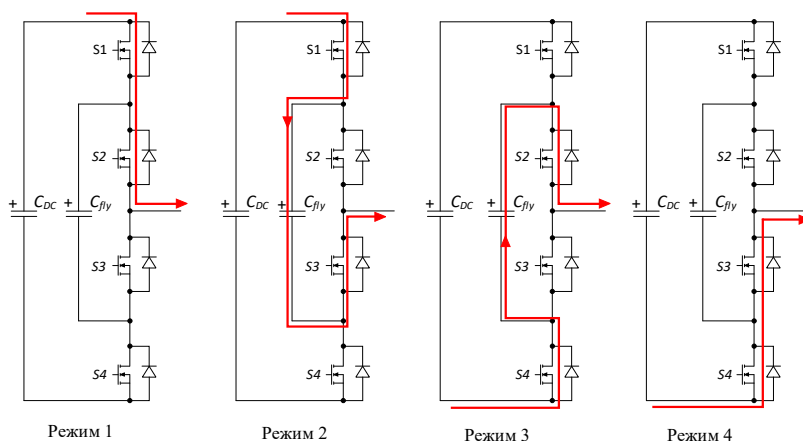 S1
S1
S1
S1
S2
S2
S2
S2
+ C_DC + C_fly
+ C_DC + C_fly
+ C_DC + C_fly
+ C_DC + C_fly
S3
S3
S3
S3
S4
S4
S4
S4
Режим 1
Режим 2
Режим 3
Режим 4